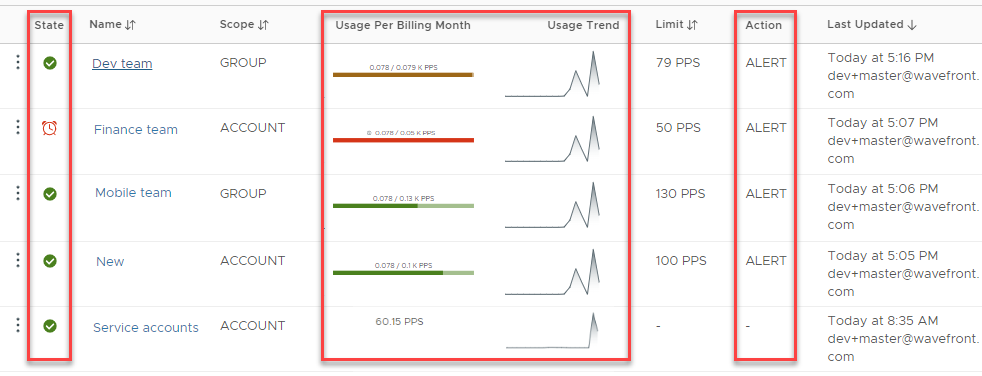 State Name Scope Usage Per Billing Month Usage Trend Limit Action Last Updated
Dev team GROUP 0.078 / 0.079 K PPS 79 PPS ALERT Today at 5:16 PM
dev+master@wavefront.
com
Finance team ACCOUNT 0.078 / 0.05 K PPS 50 PPS ALERT Today at 5:07 PM
dev+master@wavefront.
com
Mobile team GROUP 0.078 / 0.13 K PPS 130 PPS ALERT Today at 5:06 PM
dev+master@wavefront.
com
New ACCOUNT 0.078 / 0.1 K PPS 100 PPS ALERT Today at 5:05 PM
dev+master@wavefront.
com
Service accounts ACCOUNT 60.15 PPS - - Today at 8:35 AM
dev+master@wavefront.
com